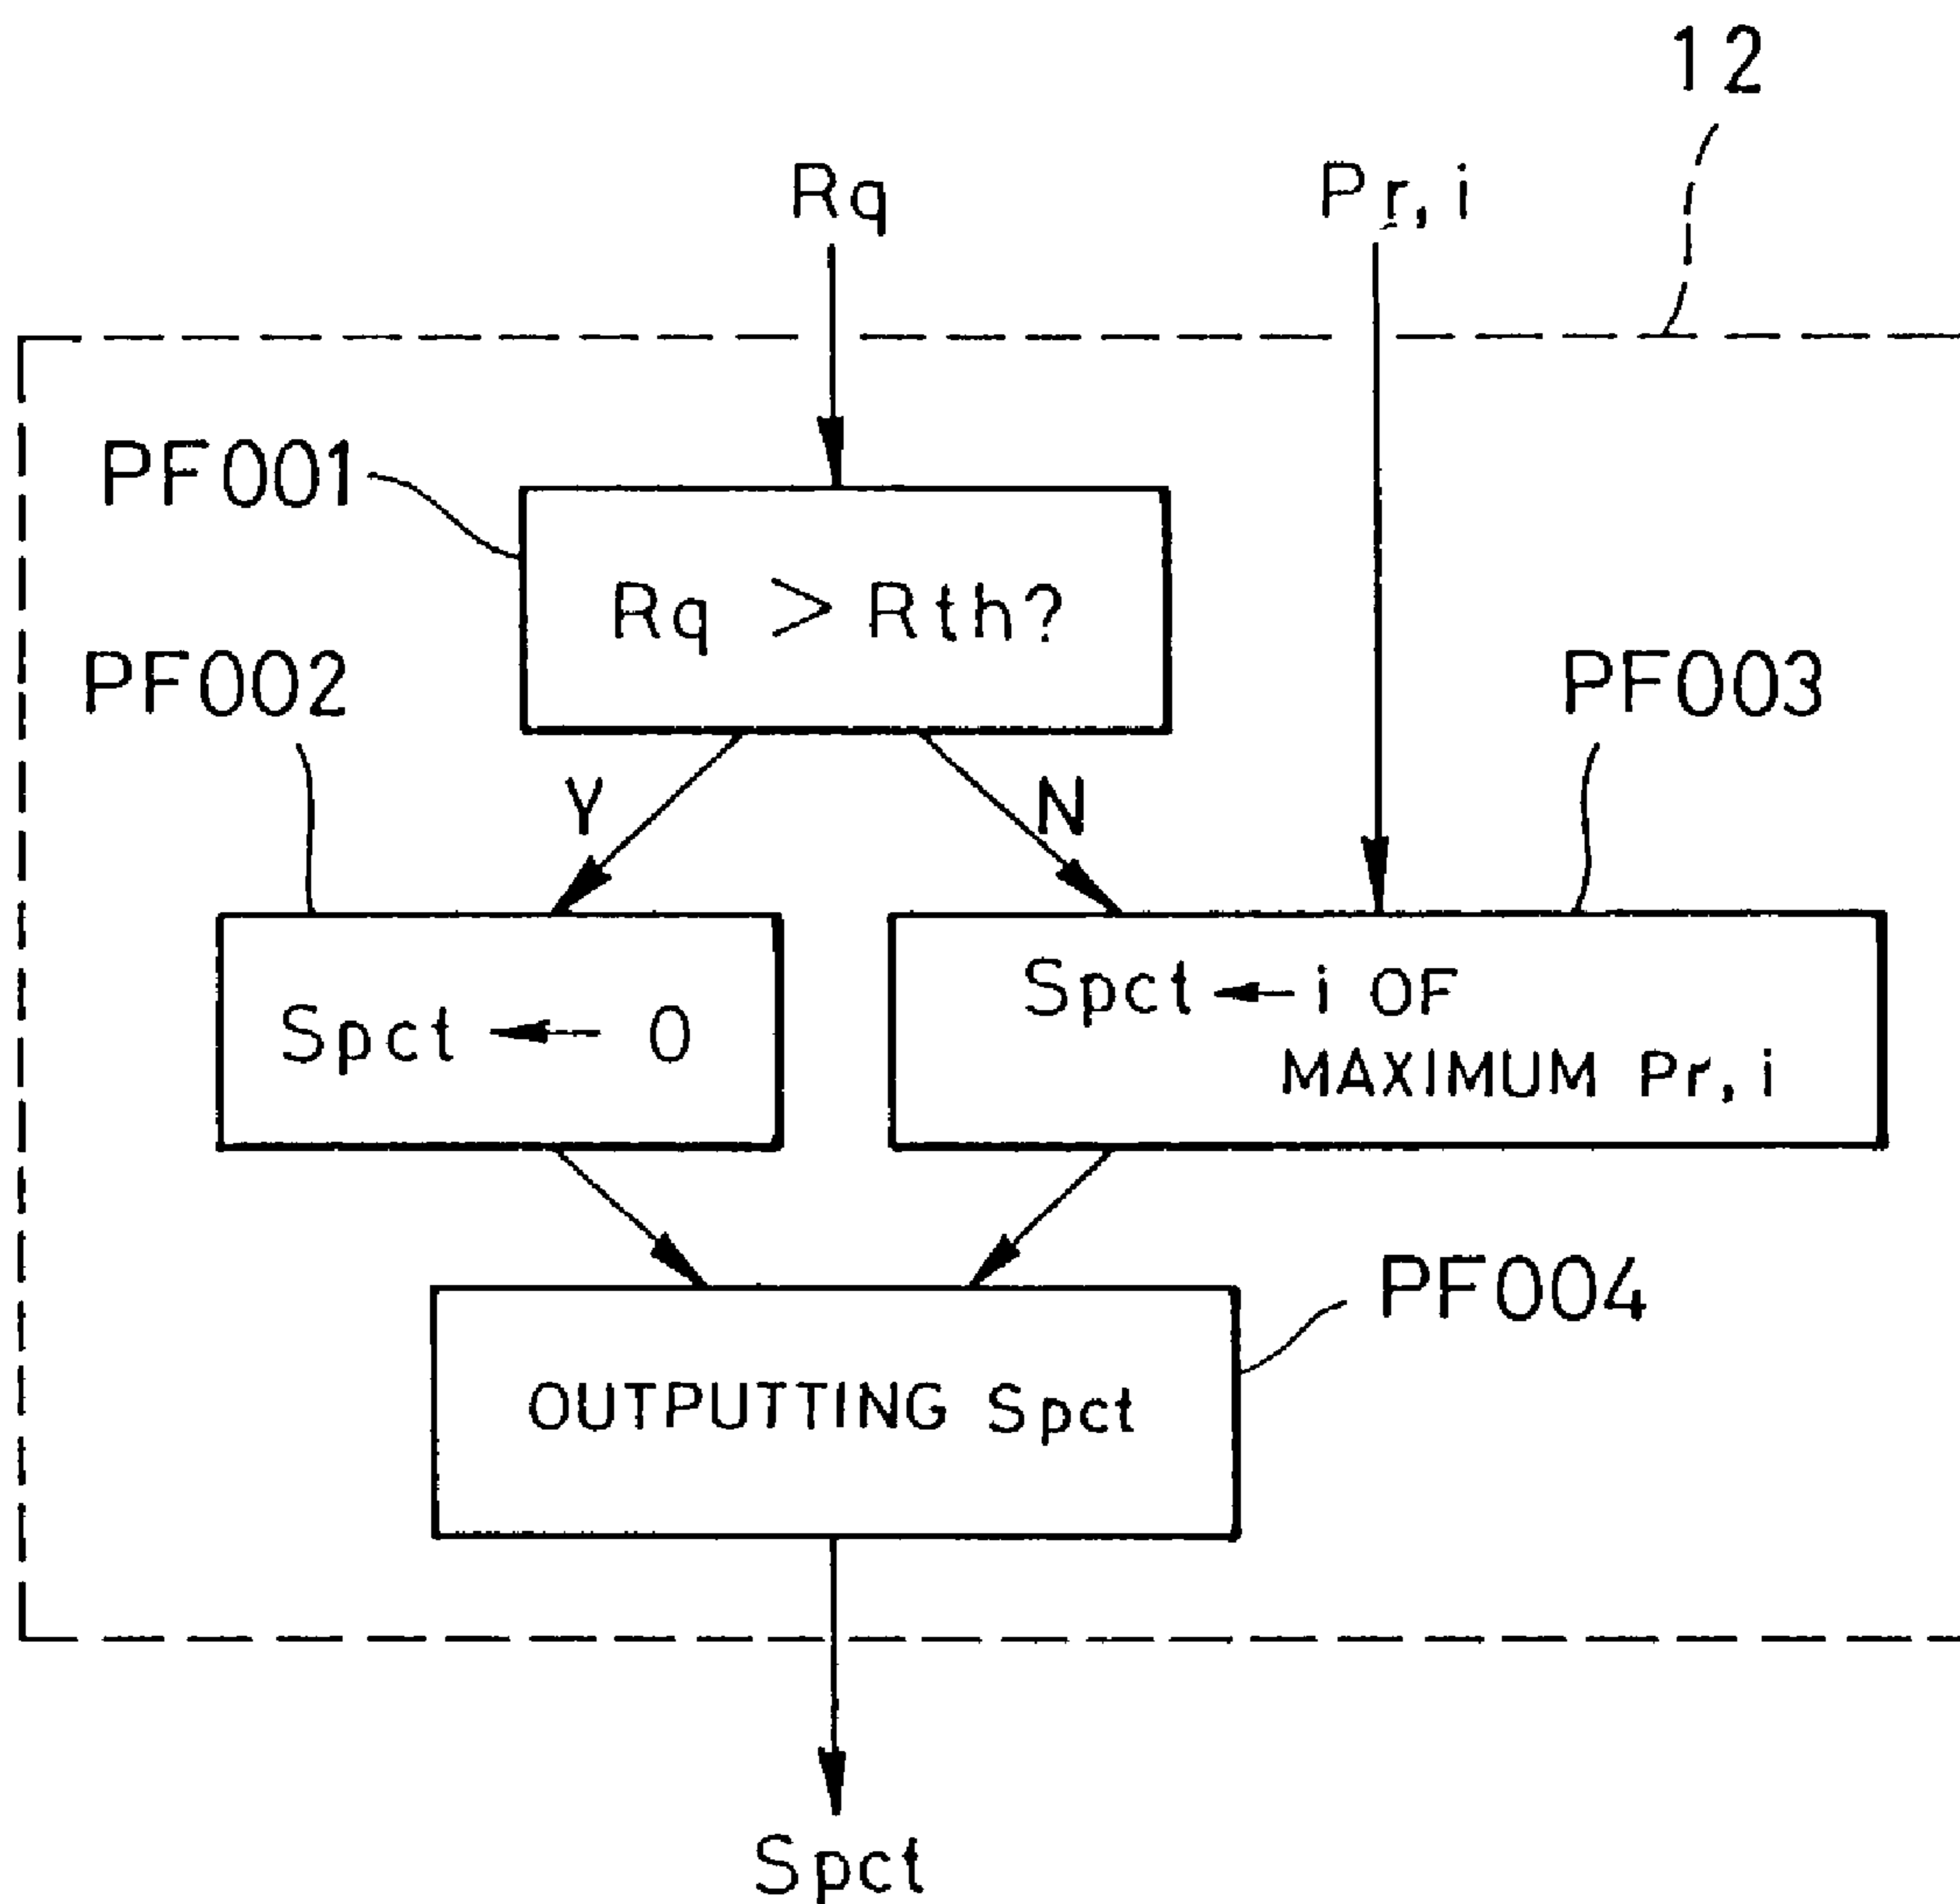 12
Rq
Pr, i
PF001
Rq > Rth?
PF002
PF003
Y
N
Spct ← 0
Spct ← i OF
MAXIMUM Pr, i
PF004
OUTPUTTING Spct
Spct